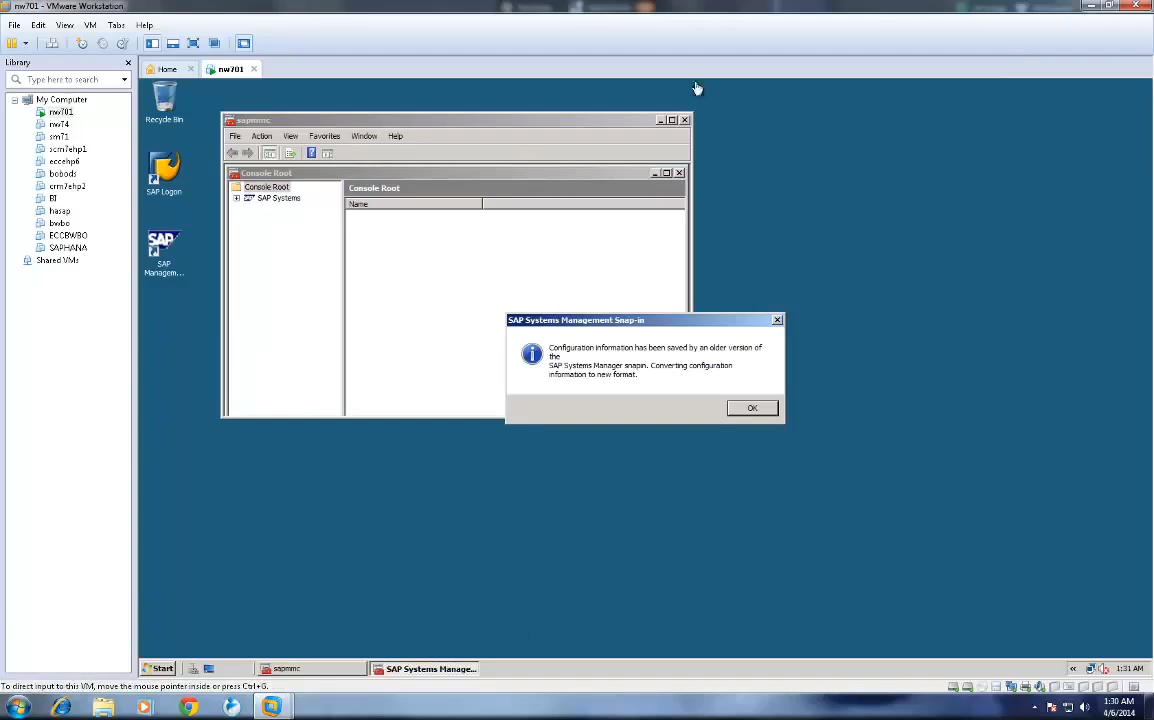 nw701 - VMware Workstation
File Edit View VM Tabs Help
Library
Type here to search
My Computer
nw701
nw74
sm71
scm7ehp1
eccehp6
bobods
crm7ehp2
BI
hasap
bwbo
ECCBWBO
SAPHANA
Shared VMs
Home
nw701
Recycle Bin
SAP Logon
SAP
Managem...
sapmmc
File Action View Favorites Window Help
Console Root
Console Root
SAP Systems
Console Root
Name
SAP Systems Management Snap-in
Configuration information has been saved by an older version of
the
SAP Systems Manager snapin. Converting configuration
information to new format.
OK
Start
sapmmc
SAP Systems Manage...
1:31 AM
To direct input to this VM, move the mouse pointer inside or press Ctrl+G.
1:30 AM
4/6/2014